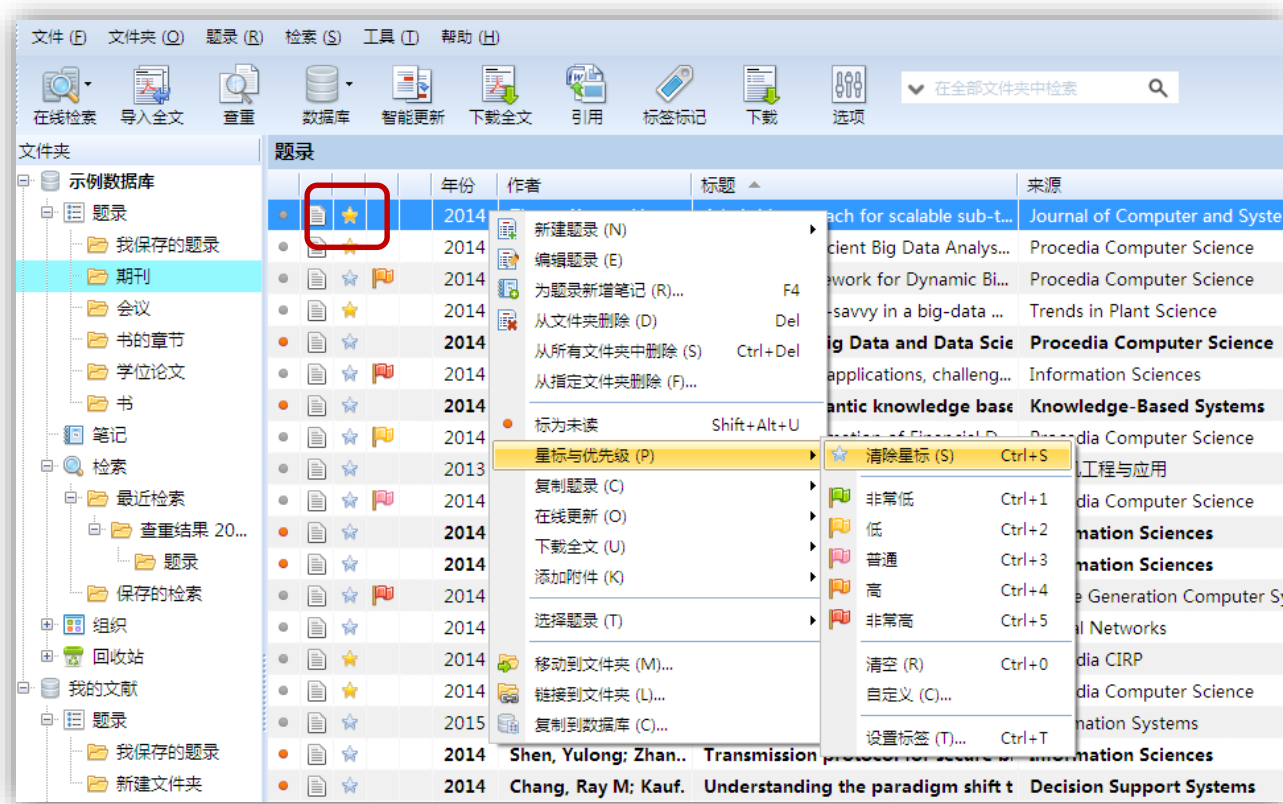 文件 (F) 文件夹 (O) 题录 (R) 检索 (S) 工具 (T) 帮助 (H)
在线检索 导入全文 查重 数据库 智能更新 下载全文 引用 标签标记 下载 选项 在全部文件夹中检索
文件夹 题录
示例数据库 年份 作者 标题 来源
题录 2014 ach for scalable sub-t... Journal of Computer and Syste
我保存的题录 2014 新建题录 (N) cient Big Data Analys... Procedia Computer Science
期刊 2014 编辑题录 (E) ework for Dynamic Bi... Procedia Computer Science
为题录新增笔记 (R)... F4
会议 2014 从文件夹删除 (D) Del -savvy in a big-data ... Trends in Plant Science
书的章节 2014 从所有文件夹中删除 (S) Ctrl+Del ig Data and Data Scie Procedia Computer Science
学位论文 2014 从指定文件夹删除 (F)... applications, challeng... Information Sciences
书 2014 antic knowledge base Knowledge-Based Systems
笔记 2014 标为未读 Shift+Alt+U Procedia Computer Science
检索 2013 星标与优先级 (P) 清除星标 (S) Ctrl+S 工程与应用
最近检索 2014 复制题录 (C) 非常低 Ctrl+1 dia Computer Science
查重结果 20... 2014 在线更新 (O) 低 Ctrl+2 mation Sciences
题录 2014 下载全文 (U) 普通 Ctrl+3 mation Sciences
保存的检索 2014 添加附件 (K) 高 Ctrl+4 e Generation Computer Sy
组织 2014 选择题录 (T) 非常高 Ctrl+5 al Networks
回收站 2014 移动到文件夹 (M)... 清空 (R) Ctrl+0 dia CIRP
我的文献 2014 链接到文件夹 (L)... 自定义 (C)... dia Computer Science
题录 2015 复制到数据库 (C)... 设置标签 (T)... Ctrl+T mation Systems
我保存的题录 2014 Shen, Yulong; Zhan.. Transmission protocol for secure b mation Sciences
新建文件夹 2014 Chang, Ray M; Kauf. Understanding the paradigm shift t Decision Support Systems